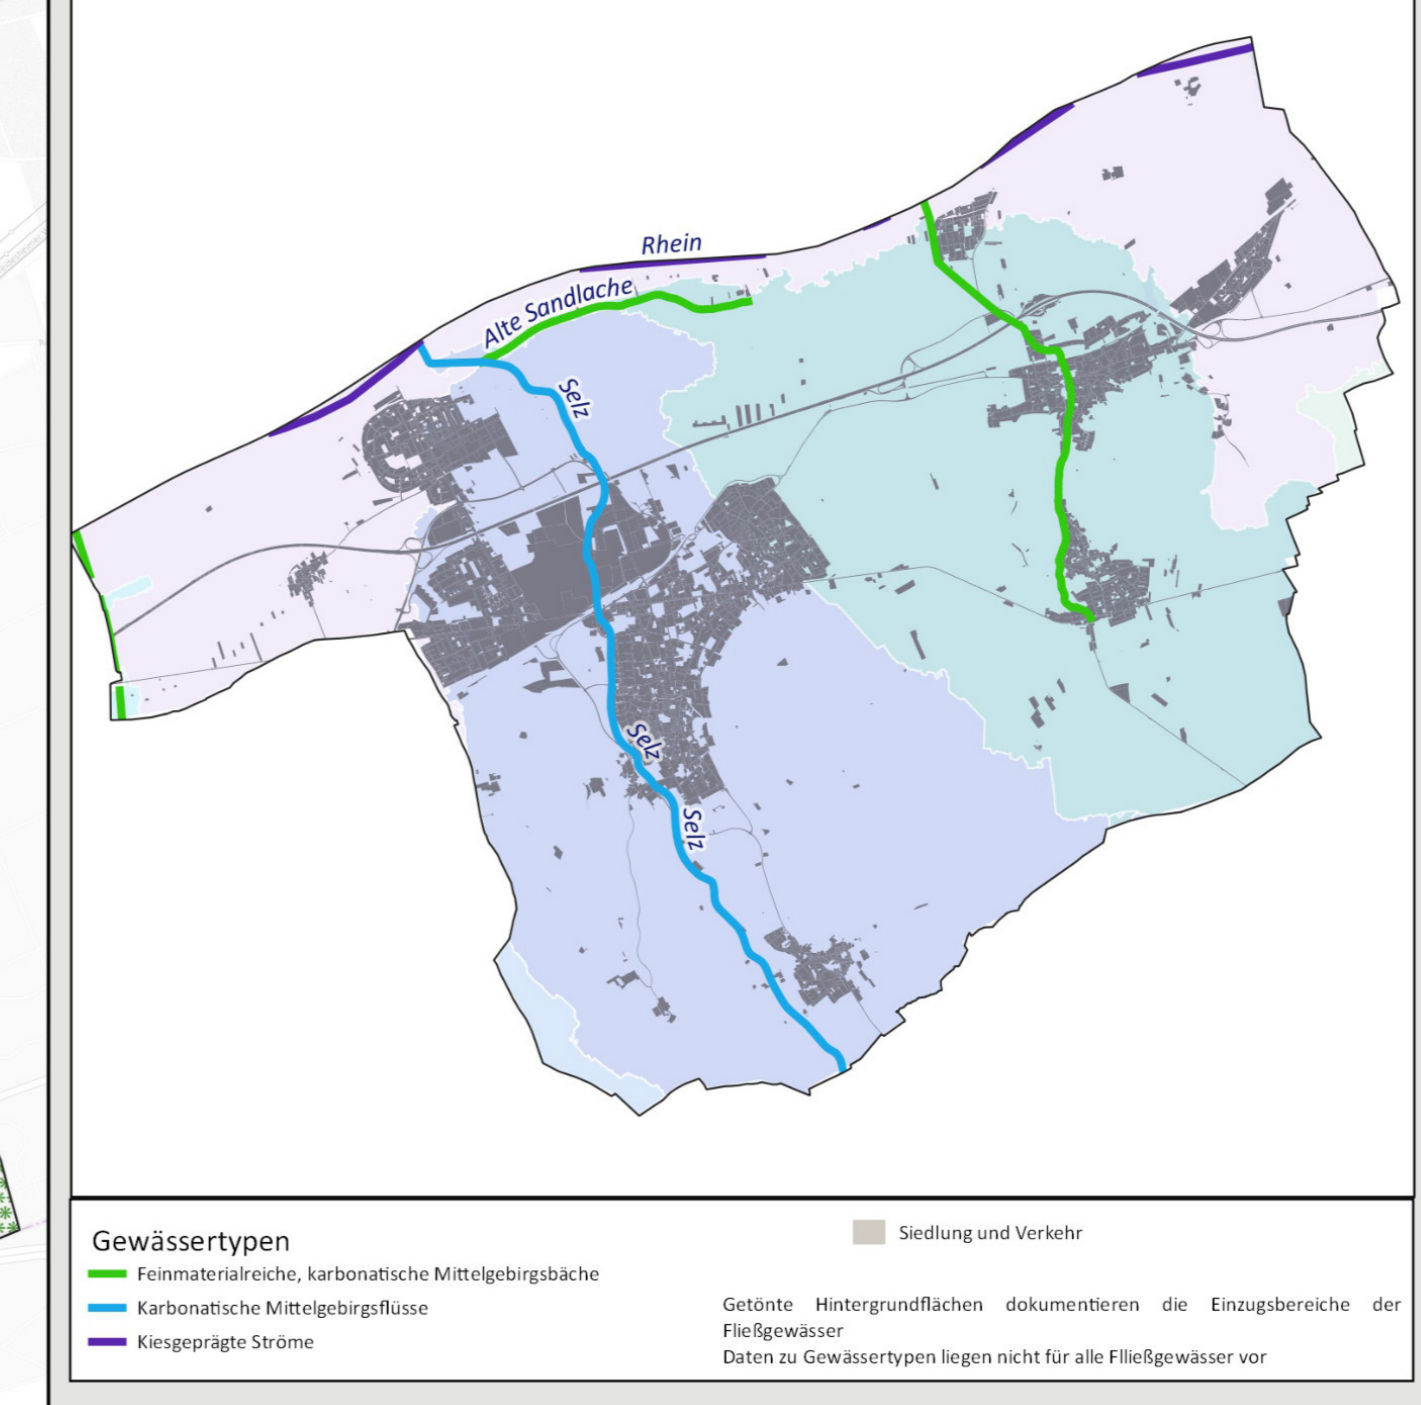 Rhein
Alte Sandlache
Selz
Selz
Selz
Gewässertypen
Feinmaterialreiche, karbonatische Mittelgebirgsbäche
Karbonatische Mittelgebirgsflüsse
Kiesgeprägte Ströme
Siedlung und Verkehr
Getönte Hintergrundflächen dokumentieren die Einzugsbereiche der
Fließgewässer
Daten zu Gewässertypen liegen nicht für alle Flließgewässer vor